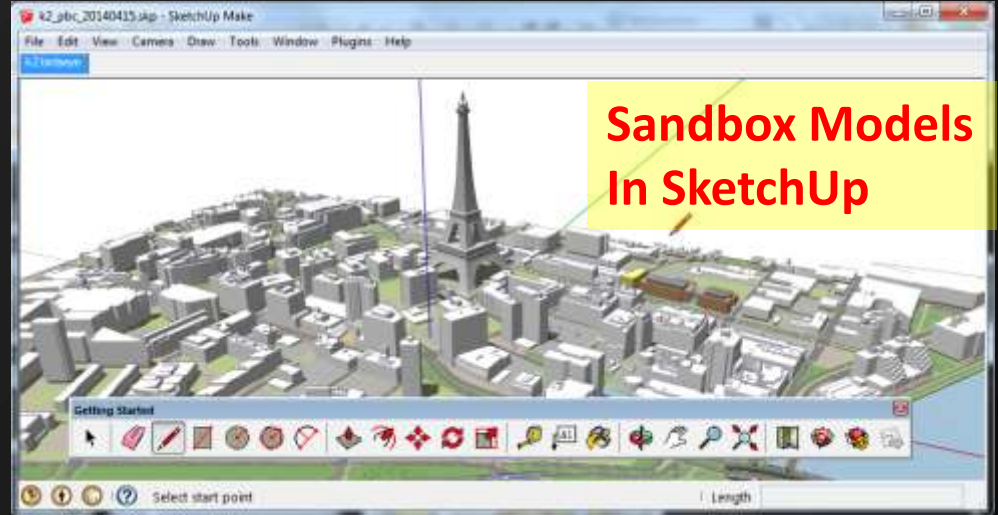 k2_pbc_20140415.skp - SketchUp Make
File Edit View Camera Draw Tools Window Plugins Help
Sandbox Models
In SketchUp
Getting Started
A1
Select start point
Length